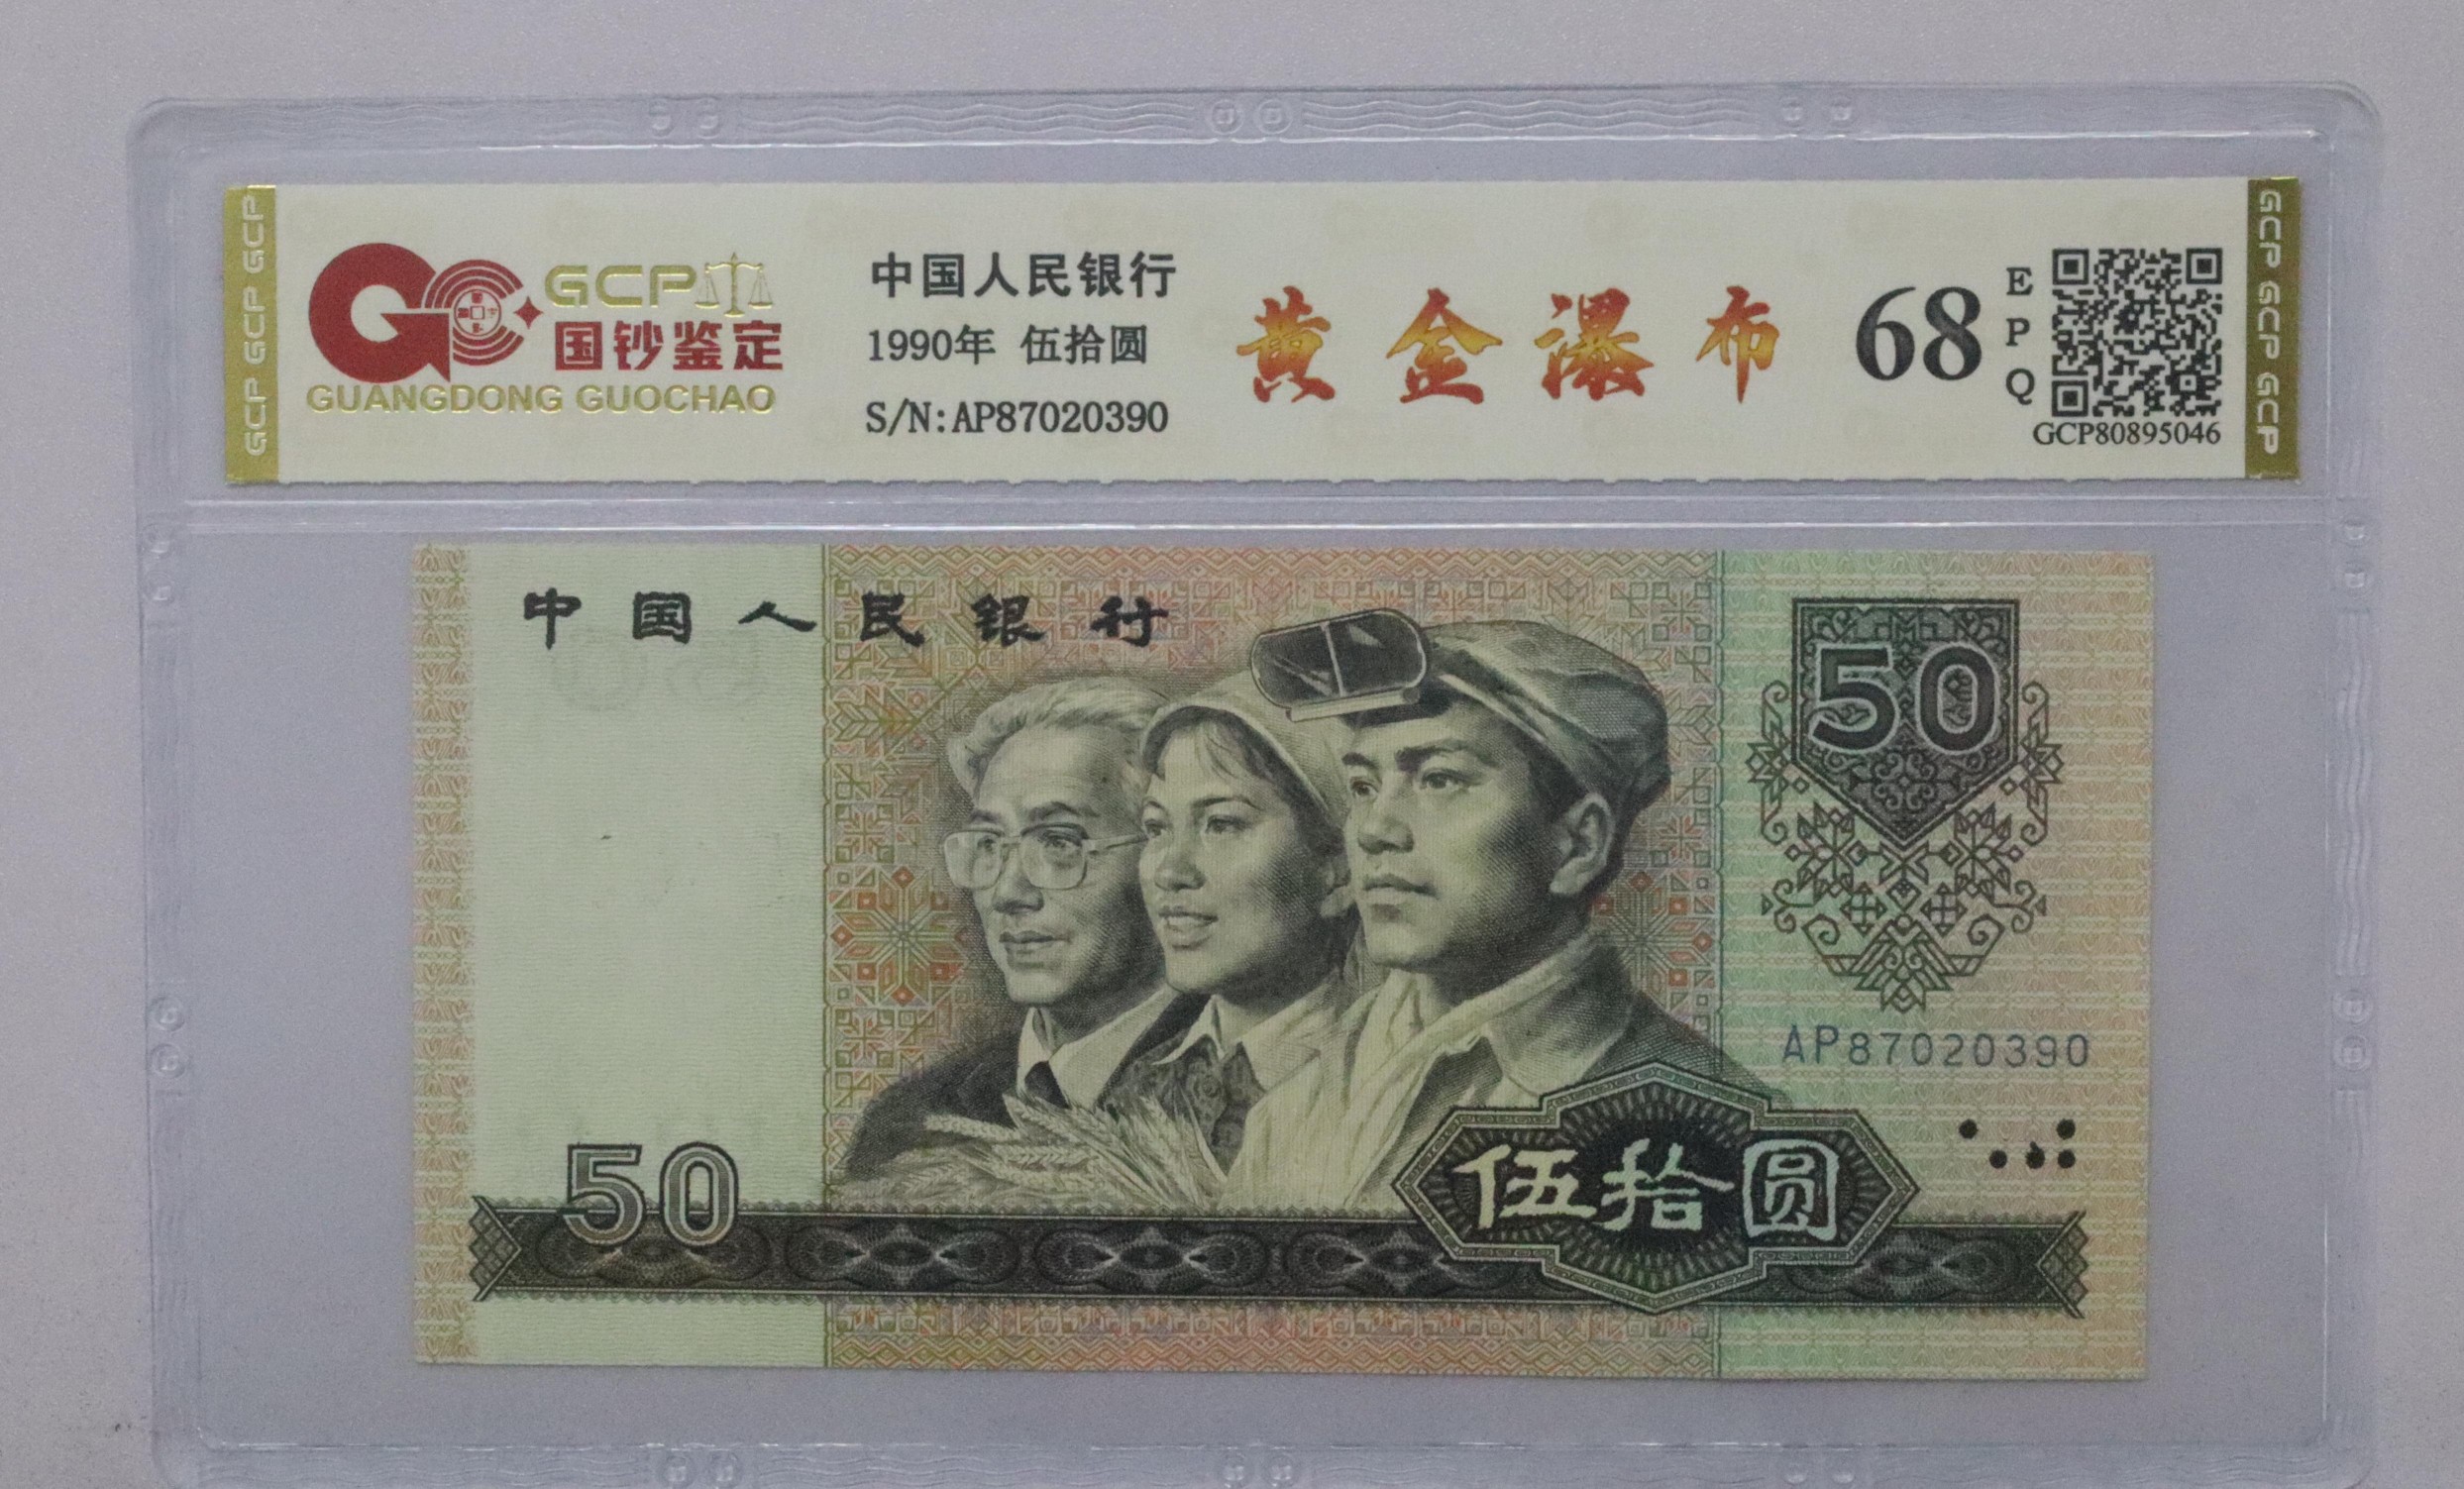 GCP GCP GCP
GCP
国钞鉴定
GUANGDONG GUOCHAO
中国人民银行
1990年 伍拾圆
S/N:AP87020390
黄金瀑布
68
EPQ
GCP80895046
GCP GCP GCP
中国人民银行
50
AP87020390
50
伍拾圆